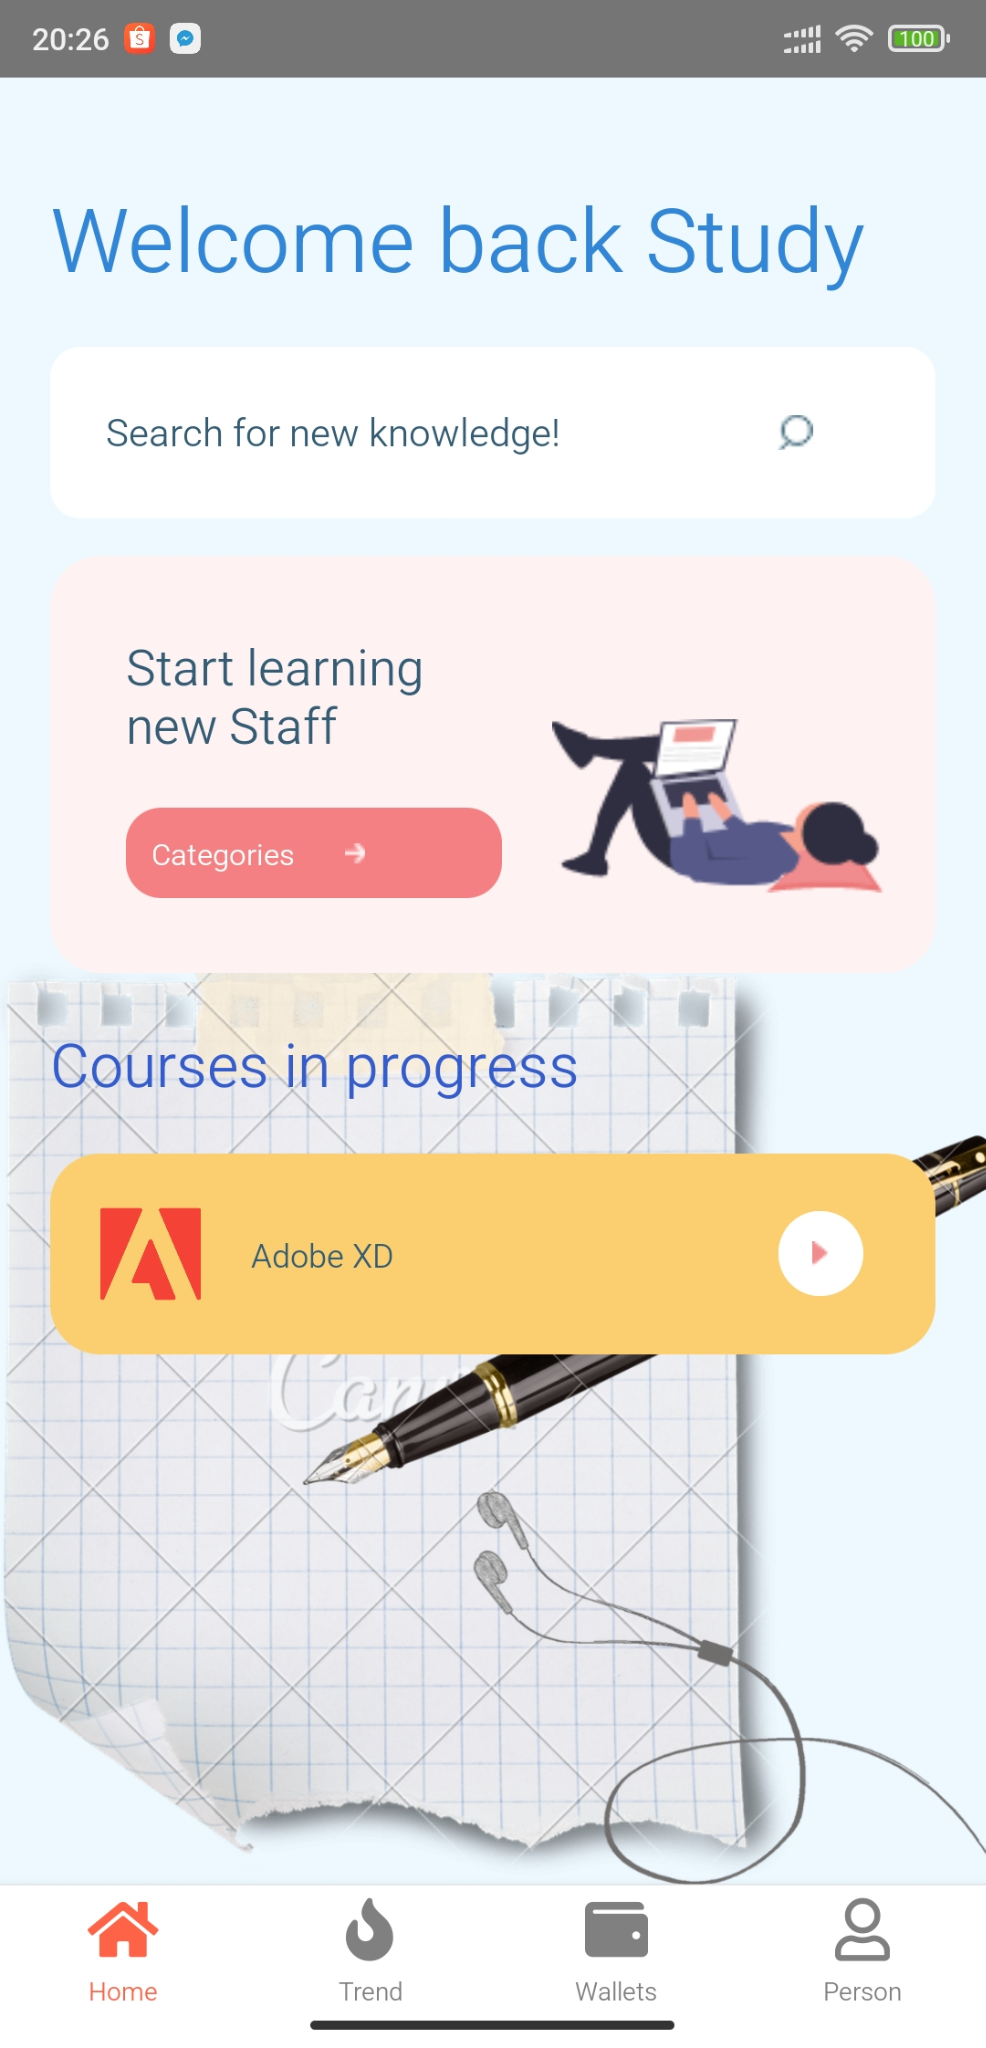 20:26
100
Welcome back Study
Search for new knowledge!
Start learning
new Staff
Categories
Courses in progress
Adobe XD
Home
Trend
Wallets
Person